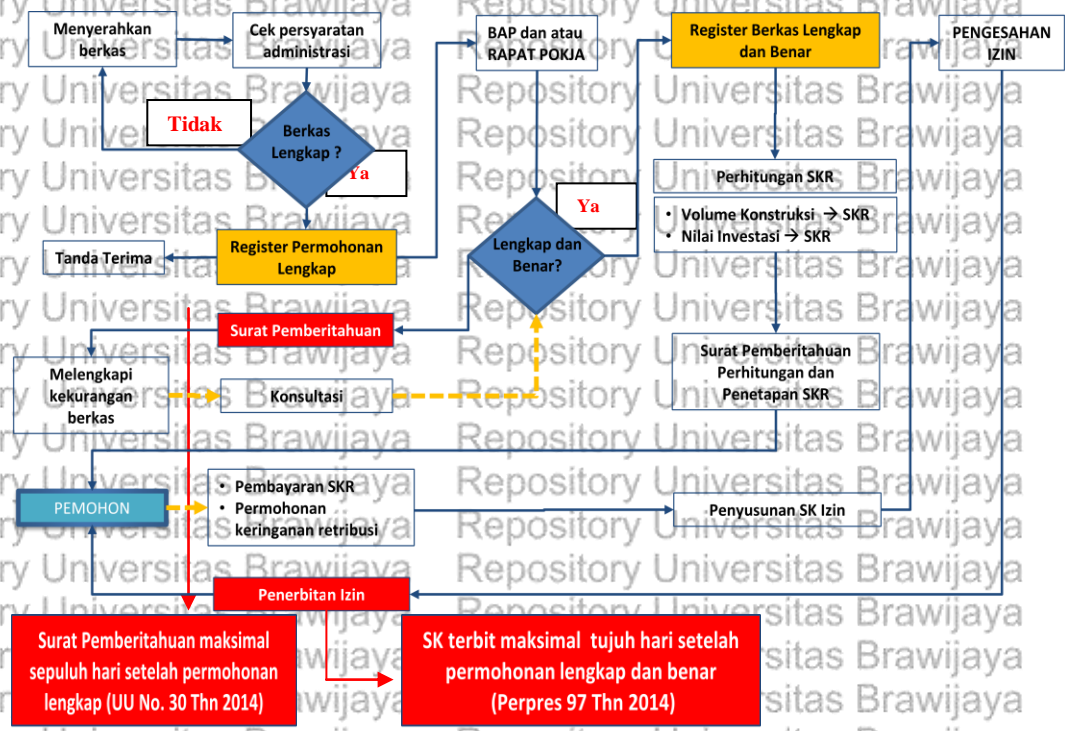 Menyerahkan
berkas
Cek persyaratan
administrasi
BAP dan atau
RAPAT POKJA
Register Berkas Lengkap
dan Benar
PENGESAHAN
IZIN
Tidak
Berkas
Lengkap ?
Ya
Perhitungan SKR
Ya
• Volume Konstruksi → SKR
• Nilai Investasi → SKR
Tanda Terima
Register Permohonan
Lengkap
Lengkap dan
Benar?
Surat Pemberitahuan
Surat Pemberitahuan
Perhitungan dan
Penetapan SKR
Melengkapi
kekurangan
berkas
Konsultasi
PEMOHON
• Pembayaran SKR
• Permohonan
keringanan retribusi
Penyusunan SK Izin
Penerbitan Izin
Surat Pemberitahuan maksimal
sepuluh hari setelah permohonan
lengkap (UU No. 30 Thn 2014)
SK terbit maksimal tujuh hari setelah
permohonan lengkap dan benar
(Perpres 97 Thn 2014)
Repository Universitas Brawijaya